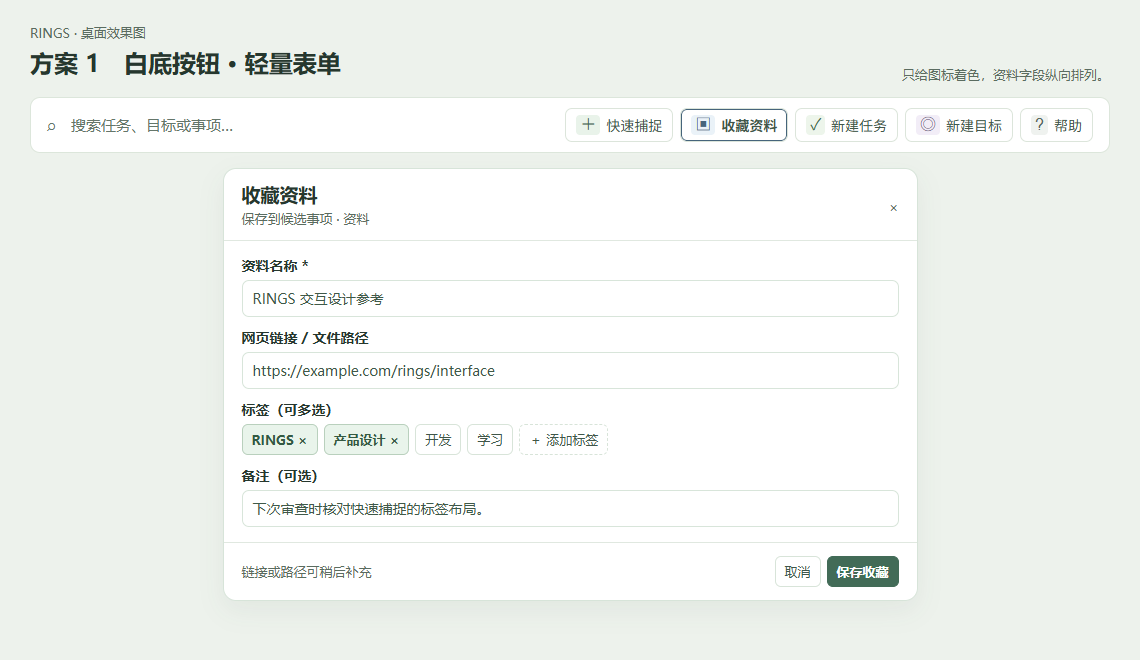 RINGS · 桌面效果图
方案 1 白底按钮 · 轻量表单
只给图标着色，资料字段纵向排列。
搜索任务、目标或事项... 快速捕捉 收藏资料 新建任务 新建目标 ? 帮助
收藏资料
保存到候选事项 · 资料
×
资料名称 *
RINGS 交互设计参考
网页链接 / 文件路径
https://example.com/rings/interface
标签（可多选）
RINGS × 产品设计 × 开发 学习 + 添加标签
备注（可选）
下次审查时核对快速捕捉的标签布局。
链接或路径可稍后补充 取消 保存收藏